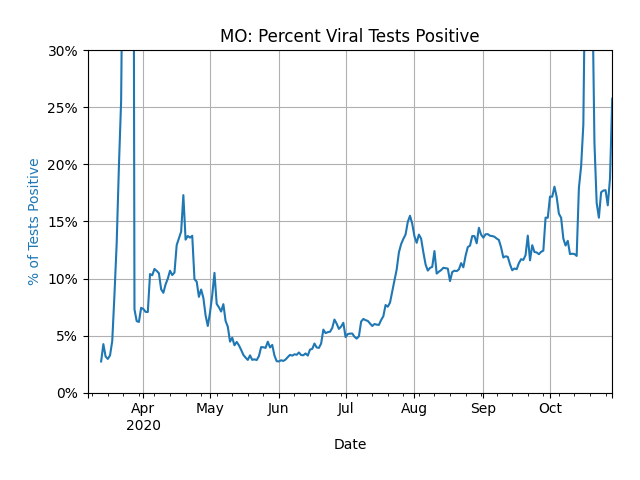 MO: Percent Viral Tests Positive
30%
25%
20%
15%
10%
5%
0%
% of Tests Positive
Apr May Jun Jul Aug Sep Oct
2020
Date